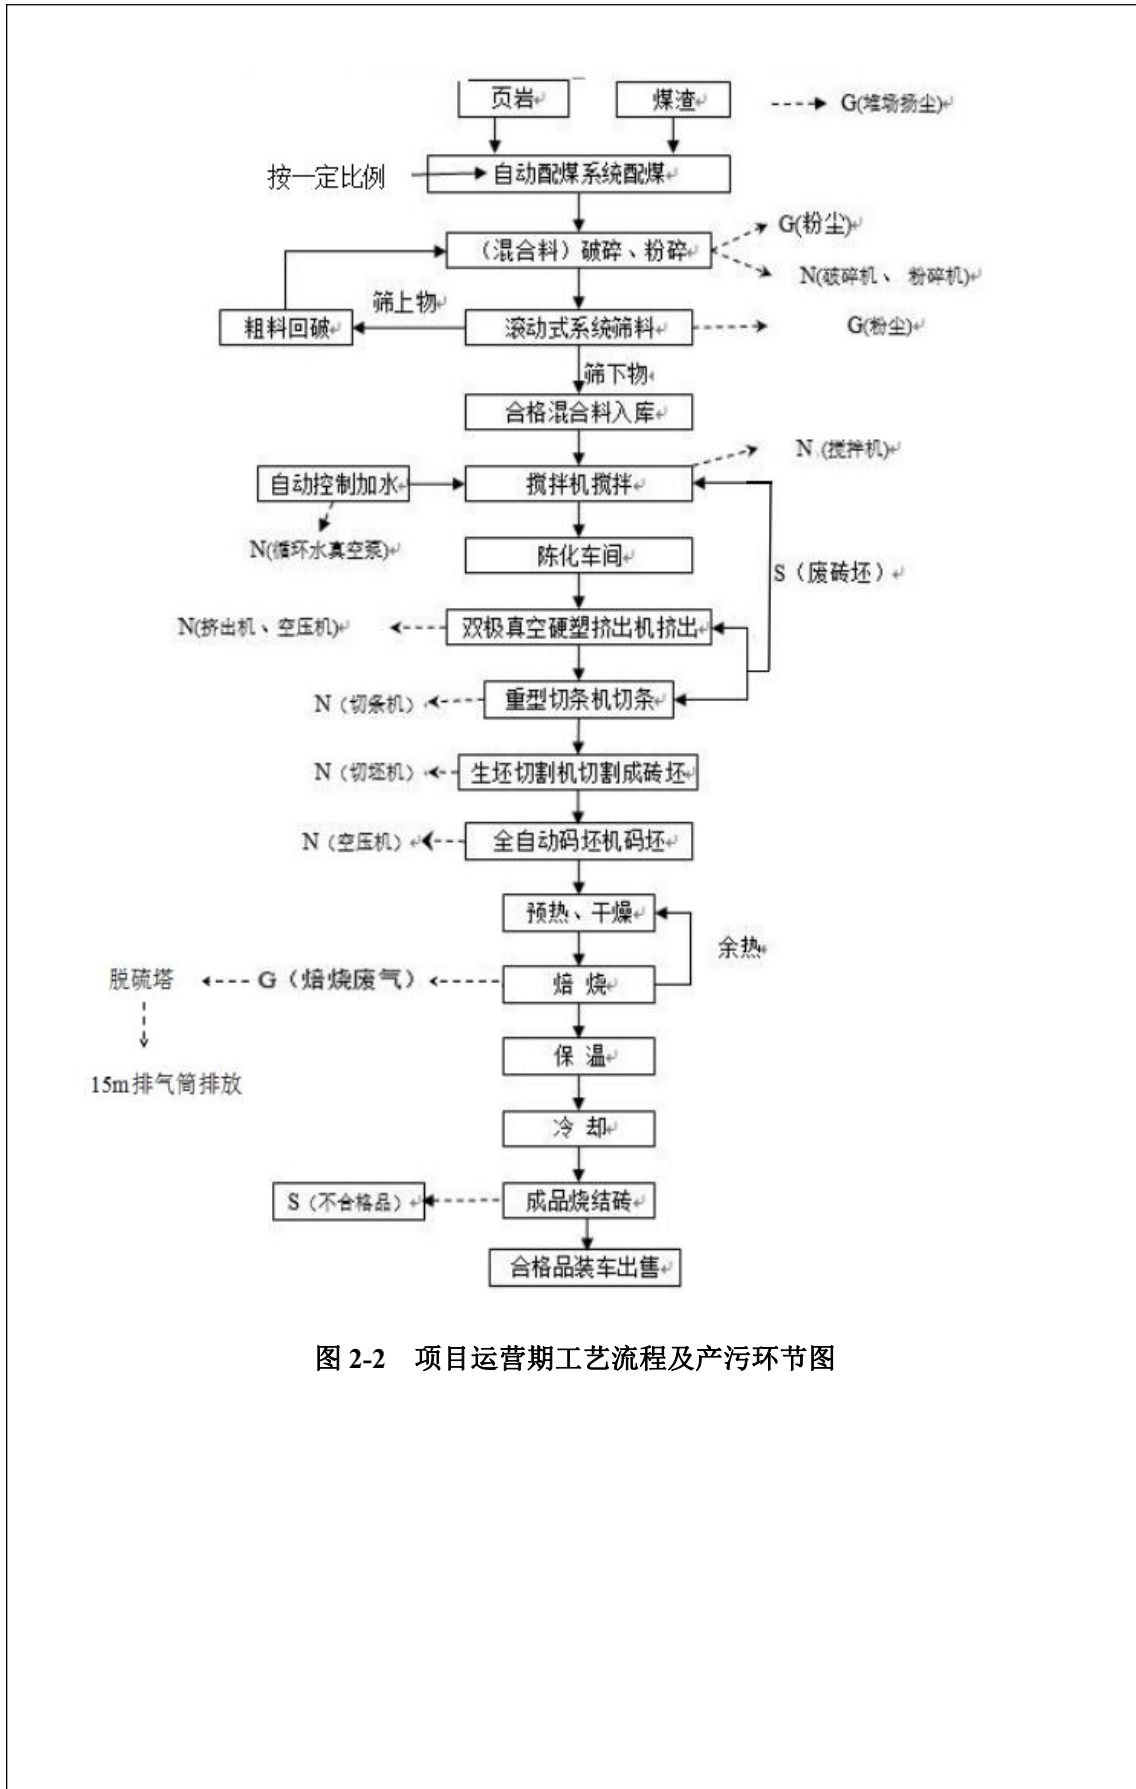 页岩
煤渣
G(堆场扬尘)
按一定比例
自动配煤系统配煤
G(粉尘)
（混合料）破碎、粉碎
N(破碎机、 粉碎机)
筛上物
粗料回破
滚动式系统筛料
G(粉尘)
筛下物
合格混合料入库
N.(搅拌机)
自动控制加水
搅拌机搅拌
N(循环水真空泵)
陈化车间
S（废砖坯）
N(挤出机、空压机)
双极真空硬塑挤出机挤出
N（切条机）
重型切条机切条
N（切坯机）
生坯切割机切割成砖坯
N（空压机）
全自动码坯机码坯
预热、干燥
余热
脱硫塔
G（焙烧废气）
焙 烧
保 温
15m 排气筒排放
冷 却
S（不合格品）
成品烧结砖
合格品装车出售
图 2-2 项目运营期工艺流程及产污环节图